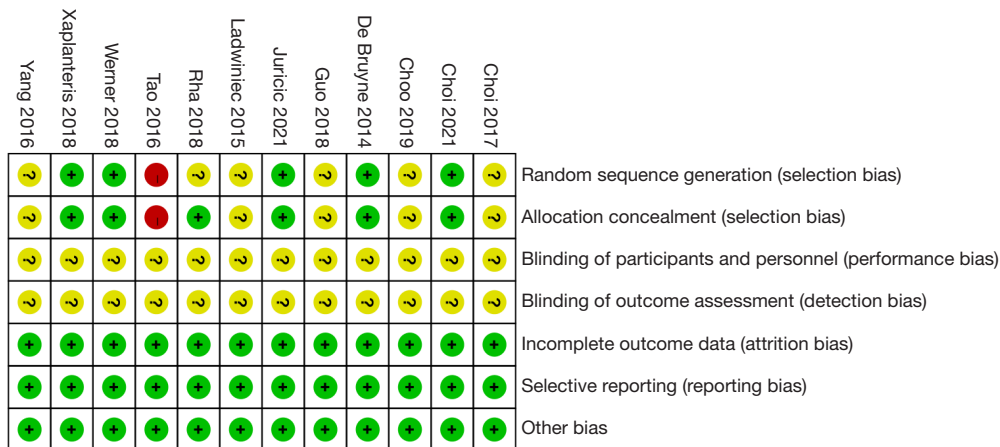 Yang 2016
Xaplanteris 2018
Werner 2018
Tao 2016
Rha 2018
Ladwiniec 2015
Juricic 2021
Guo 2018
De Bruyne 2014
Choo 2019
Choi 2021
Choi 2017
? + + – ? ? + ? + ? + ? Random sequence generation (selection bias)
? + + – + ? + ? + ? + ? Allocation concealment (selection bias)
? ? ? ? ? ? ? ? ? ? ? ? Blinding of participants and personnel (performance bias)
? ? ? ? ? ? ? ? ? ? ? ? Blinding of outcome assessment (detection bias)
+ + + + + + + + + + + + Incomplete outcome data (attrition bias)
+ + + + + + + + + + + + Selective reporting (reporting bias)
+ + + + + + + + + + + + Other bias